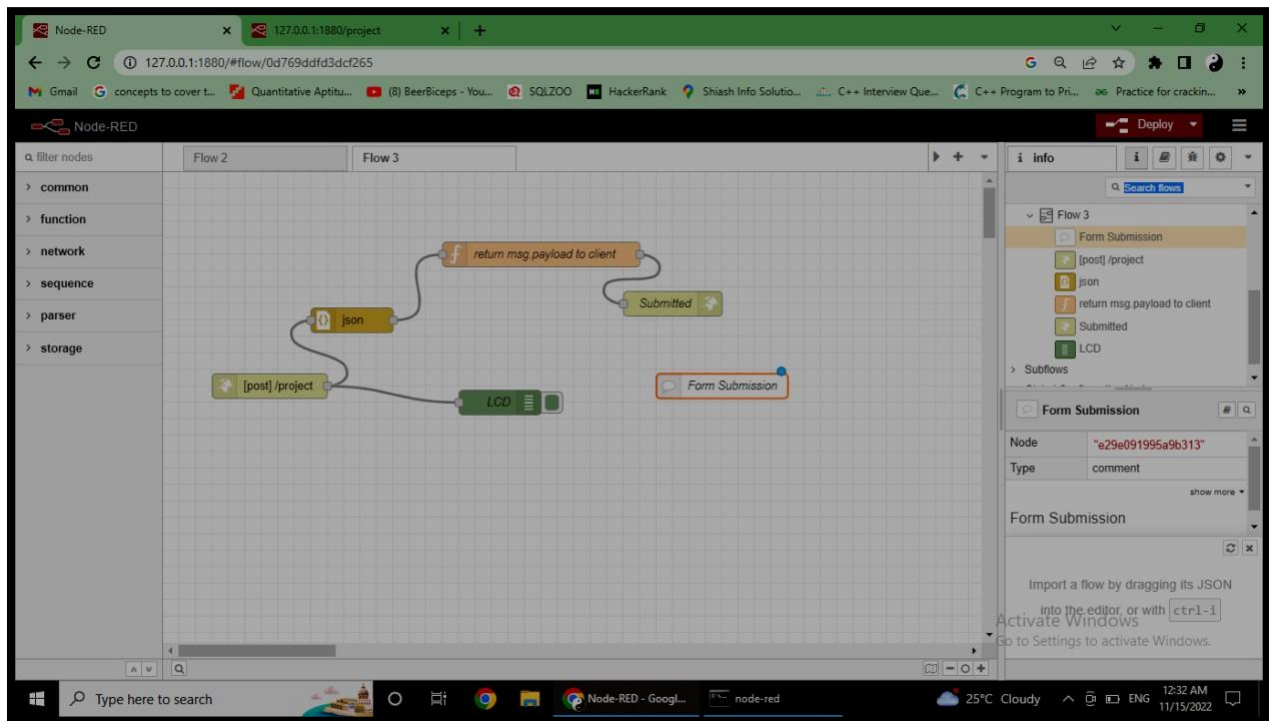 Node-RED
127.0.0.1:1880/project
127.0.0.1:1880/#flow/0d769ddfd3dcf265
Gmail concepts to cover t... Quantitative Aptitu... (8) BeerBiceps - You... SQLZOO HackerRank Shiash Info Solutio... C++ Interview Que... C++ Program to Pri... Practice for crackin... »
Node-RED Deploy
filter nodes
Flow 2
Flow 3
i info
common
function
network
sequence
parser
storage
return msg.payload to client
Submitted
json
[post] /project
LCD
Form Submission
Search flows
Flow 3
Form Submission
[post] /project
json
return msg.payload to client
Submitted
LCD
Subflows
Form Submission
Node "e29e091995a9b313"
Type comment
show more
Form Submission
Import a flow by dragging its JSON
into the editor, or with ctrl-i
Activate Windows
Go to Settings to activate Windows.
Type here to search
Node-RED - Googl...
node-red
25°C Cloudy
ENG
12:32 AM
11/15/2022